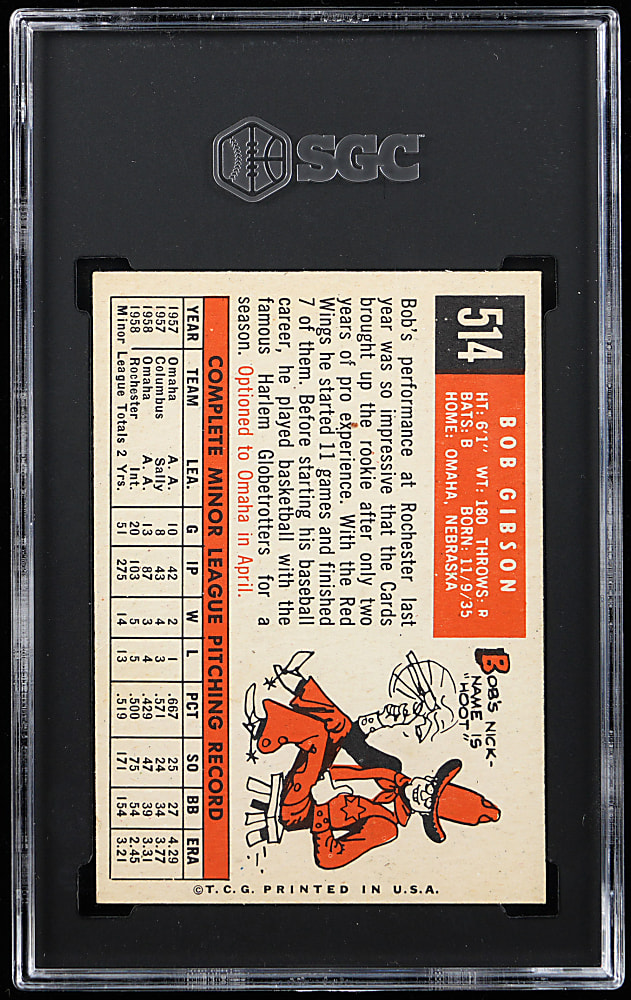 SGC
514
BOB GIBSON
HT: 6'1" WT: 180 THROWS: R
BATS: B BORN: 11/9/35
HOME: OMAHA, NEBRASKA
Bob's performance at Rochester last
year was so impressive that the Cards
brought up the rookie after only two
years of pro experience. With the Red
Wings he started 11 games and finished
7 of them. Before starting his baseball
career, he played basketball with the
famous Harlem Globetrotters for a
season. Optioned to Omaha in April.
BOB'S NICK-
NAME IS
"HOOT"
COMPLETE MINOR LEAGUE PITCHING RECORD
YEAR TEAM LEA. G IP W L PCT SO BB ERA
1957 Omaha A. A. 10 42 2 1 .667 25 27 4.29
1957 Columbus Sally 8 43 4 3 .571 24 34 3.77
1958 Omaha A. A. 13 87 3 4 .429 47 39 3.31
1958 Rochester Int. 20 103 5 5 .500 75 54 2.45
Minor League Totals 2 Yrs. 51 275 14 13 .519 171 154 3.21
©T.C.G. PRINTED IN U.S.A.